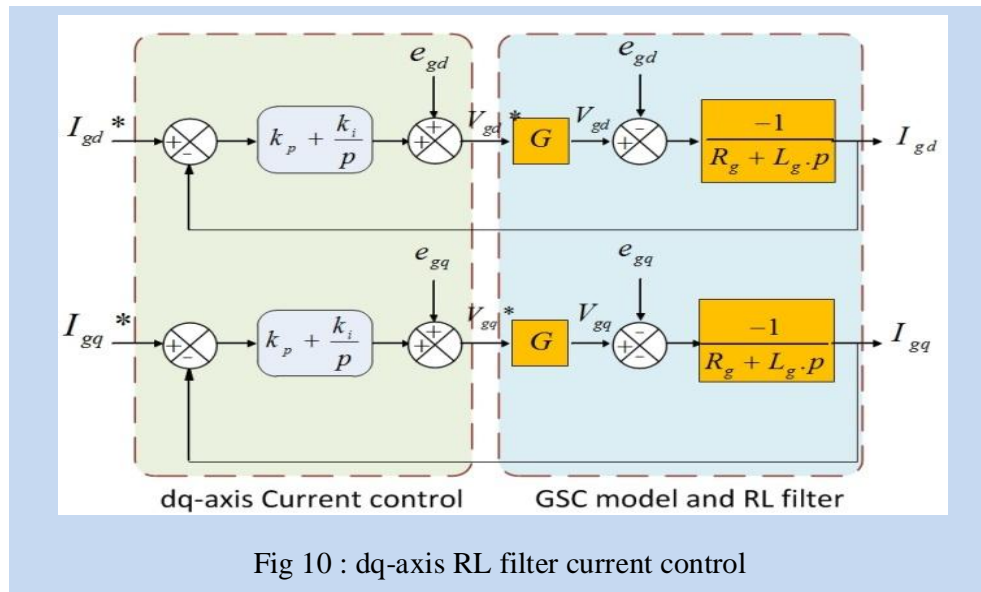 e_gd e_gd
I_gd * + - k_p + k_i/p + + V_gd * G V_gd - -1/(R_g + L_g.p) I_gd
e_gq e_gq
I_gq * + - k_p + k_i/p + + V_gq * G V_gq - -1/(R_g + L_g.p) I_gq
dq-axis Current control GSC model and RL filter
Fig 10 : dq-axis RL filter current control